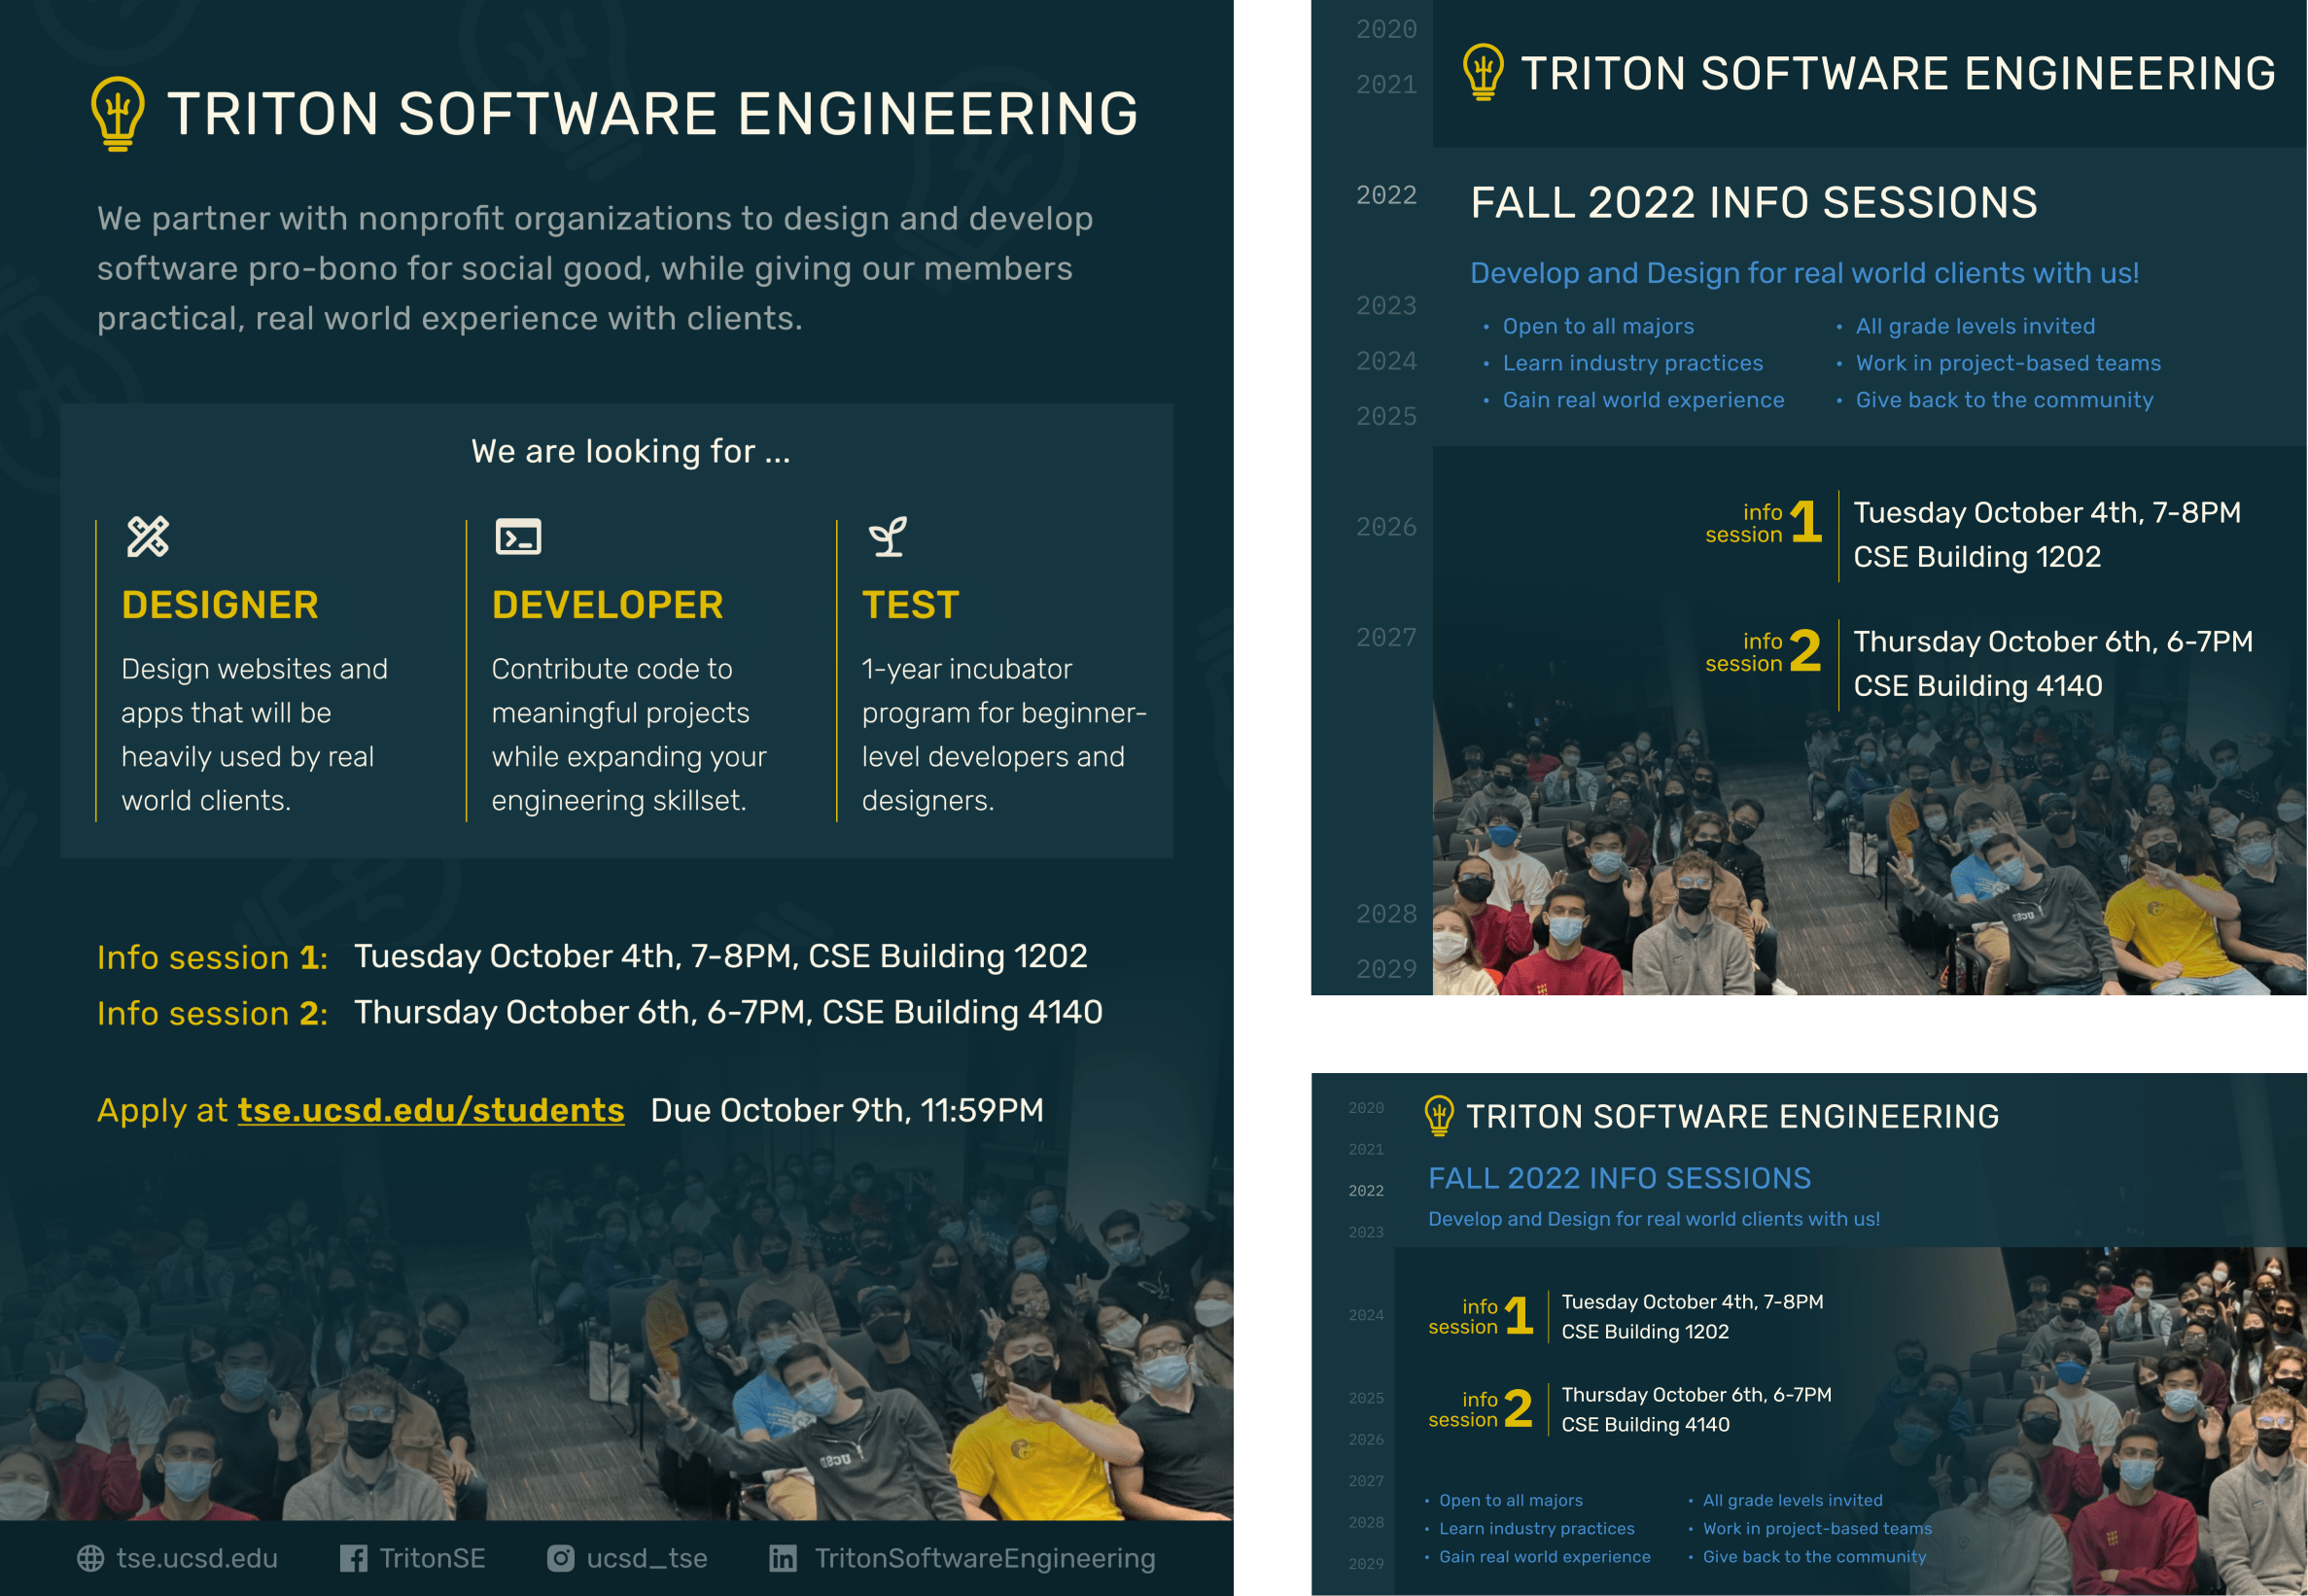 TRITON SOFTWARE ENGINEERING
We partner with nonprofit organizations to design and develop
software pro-bono for social good, while giving our members
practical, real world experience with clients.
We are looking for ...
DESIGNER
Design websites and
apps that will be
heavily used by real
world clients.
DEVELOPER
Contribute code to
meaningful projects
while expanding your
engineering skillset.
TEST
1-year incubator
program for beginner-
level developers and
designers.
Info session 1: Tuesday October 4th, 7-8PM, CSE Building 1202
Info session 2: Thursday October 6th, 6-7PM, CSE Building 4140
Apply at tse.ucsd.edu/students Due October 9th, 11:59PM
UCSD
tse.ucsd.edu TritonSE ucsd_tse TritonSoftwareEngineering
2020
2021
2022
2023
2024
2025
2026
2027
2028
2029
TRITON SOFTWARE ENGINEERING
FALL 2022 INFO SESSIONS
Develop and Design for real world clients with us!
• Open to all majors
• Learn industry practices
• Gain real world experience
• All grade levels invited
• Work in project-based teams
• Give back to the community
info
session 1
Tuesday October 4th, 7-8PM
CSE Building 1202
info
session 2
Thursday October 6th, 6-7PM
CSE Building 4140
UCSD
2020
2021
2022
2023
2024
2025
2026
2027
2028
2029
TRITON SOFTWARE ENGINEERING
FALL 2022 INFO SESSIONS
Develop and Design for real world clients with us!
info
session 1
Tuesday October 4th, 7-8PM
CSE Building 1202
info
session 2
Thursday October 6th, 6-7PM
CSE Building 4140
• Open to all majors
• Learn industry practices
• Gain real world experience
• All grade levels invited
• Work in project-based teams
• Give back to the community